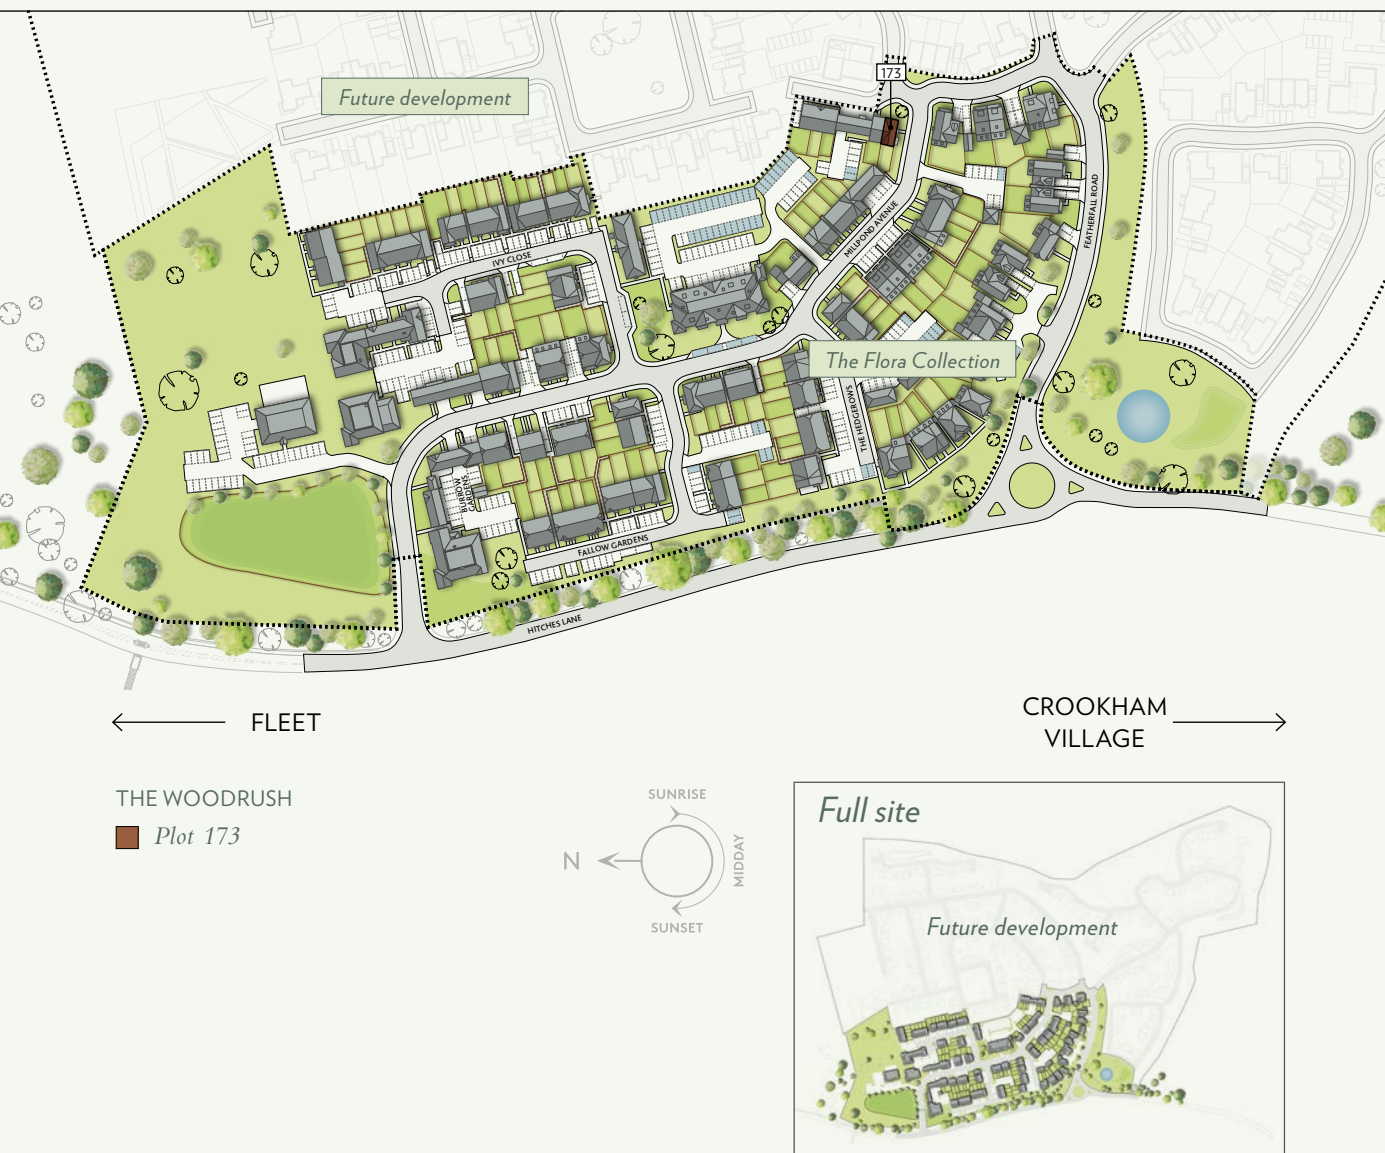 173
Future development
FEATHERFALL ROAD
MILLPOND AVENUE
IVY CLOSE
The Flora Collection
THE HEDGEROWS
BURROW
GARDENS
FALLOW GARDENS
HITCHES LANE
FLEET
CROOKHAM
VILLAGE
THE WOODRUSH
Plot 173
SUNRISE
N
MIDDAY
SUNSET
Full site
Future development